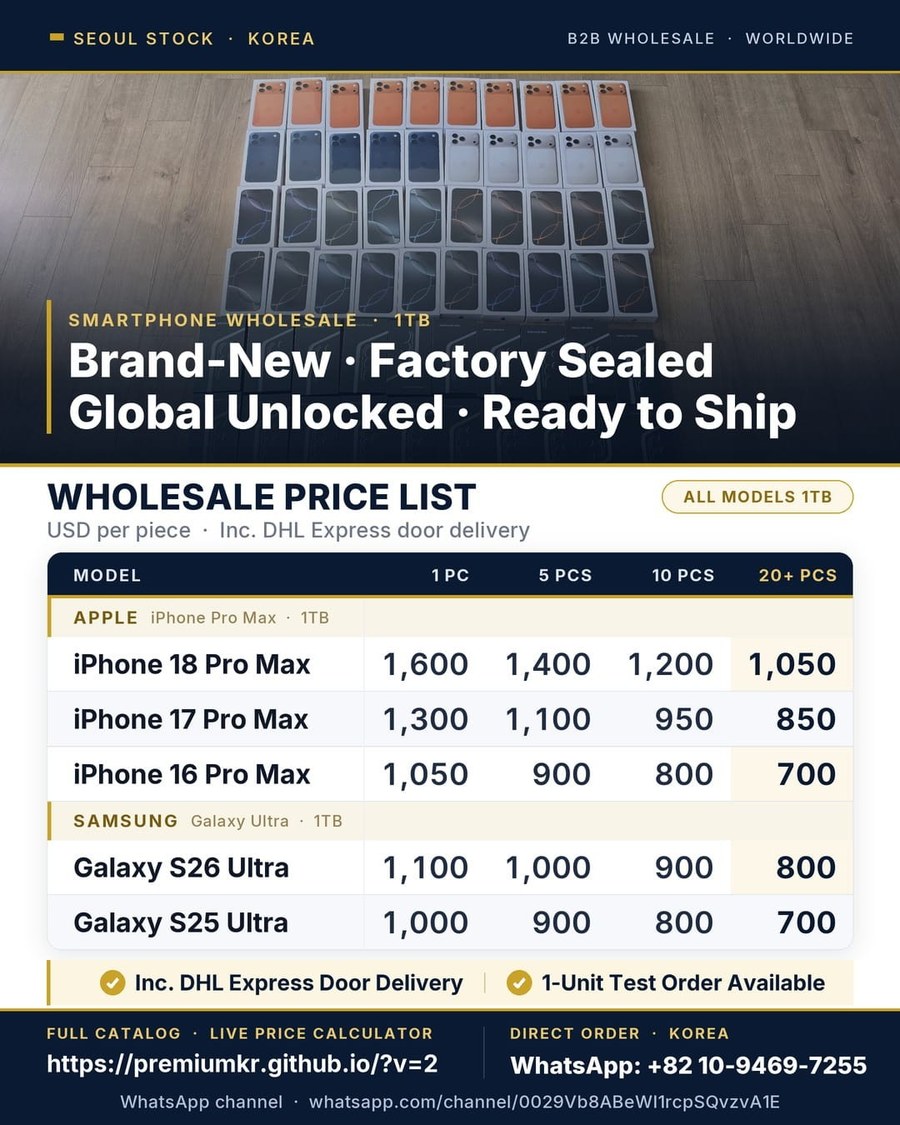 SEOUL STOCK · KOREA
B2B WHOLESALE · WORLDWIDE
SMARTPHONE WHOLESALE · 1TB
Brand-New · Factory Sealed
Global Unlocked · Ready to Ship
WHOLESALE PRICE LIST
ALL MODELS 1TB
USD per piece · Inc. DHL Express door delivery
MODEL 1 PC 5 PCS 10 PCS 20+ PCS
APPLE iPhone Pro Max · 1TB
iPhone 18 Pro Max 1,600 1,400 1,200 1,050
iPhone 17 Pro Max 1,300 1,100 950 850
iPhone 16 Pro Max 1,050 900 800 700
SAMSUNG Galaxy Ultra · 1TB
Galaxy S26 Ultra 1,100 1,000 900 800
Galaxy S25 Ultra 1,000 900 800 700
Inc. DHL Express Door Delivery
1-Unit Test Order Available
FULL CATALOG · LIVE PRICE CALCULATOR
https://premiumkr.github.io/?v=2
DIRECT ORDER · KOREA
WhatsApp: +82 10-9469-7255
WhatsApp channel · whatsapp.com/channel/0029Vb8ABeWI1rcpSQvzvA1E